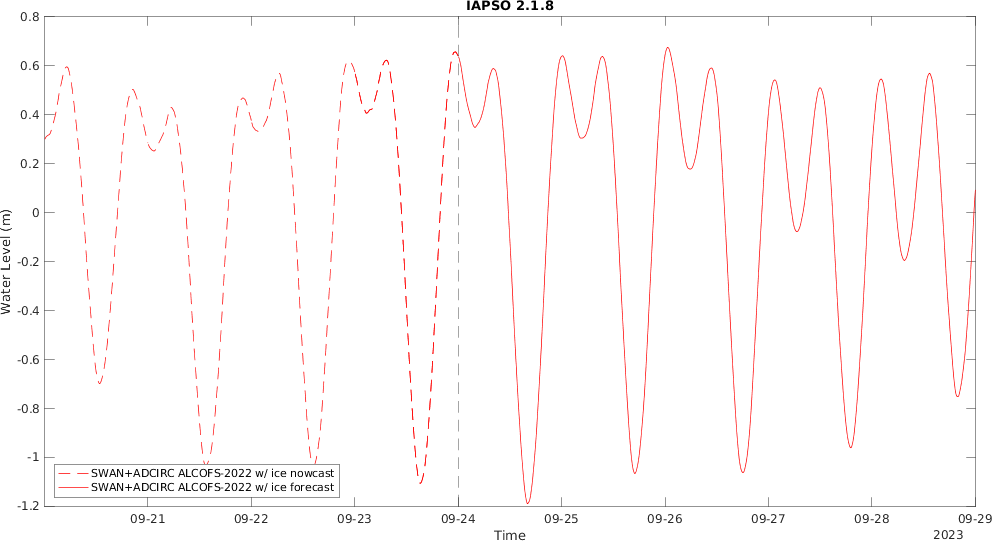 IAPSO 2.1.8
0.8
0.6
0.4
0.2
0
-0.2
-0.4
-0.6
-0.8
-1
-1.2
Water Level (m)
SWAN+ADCIRC ALCOFS-2022 w/ ice nowcast
SWAN+ADCIRC ALCOFS-2022 w/ ice forecast
09-21 09-22 09-23 09-24 09-25 09-26 09-27 09-28 09-29
Time
2023